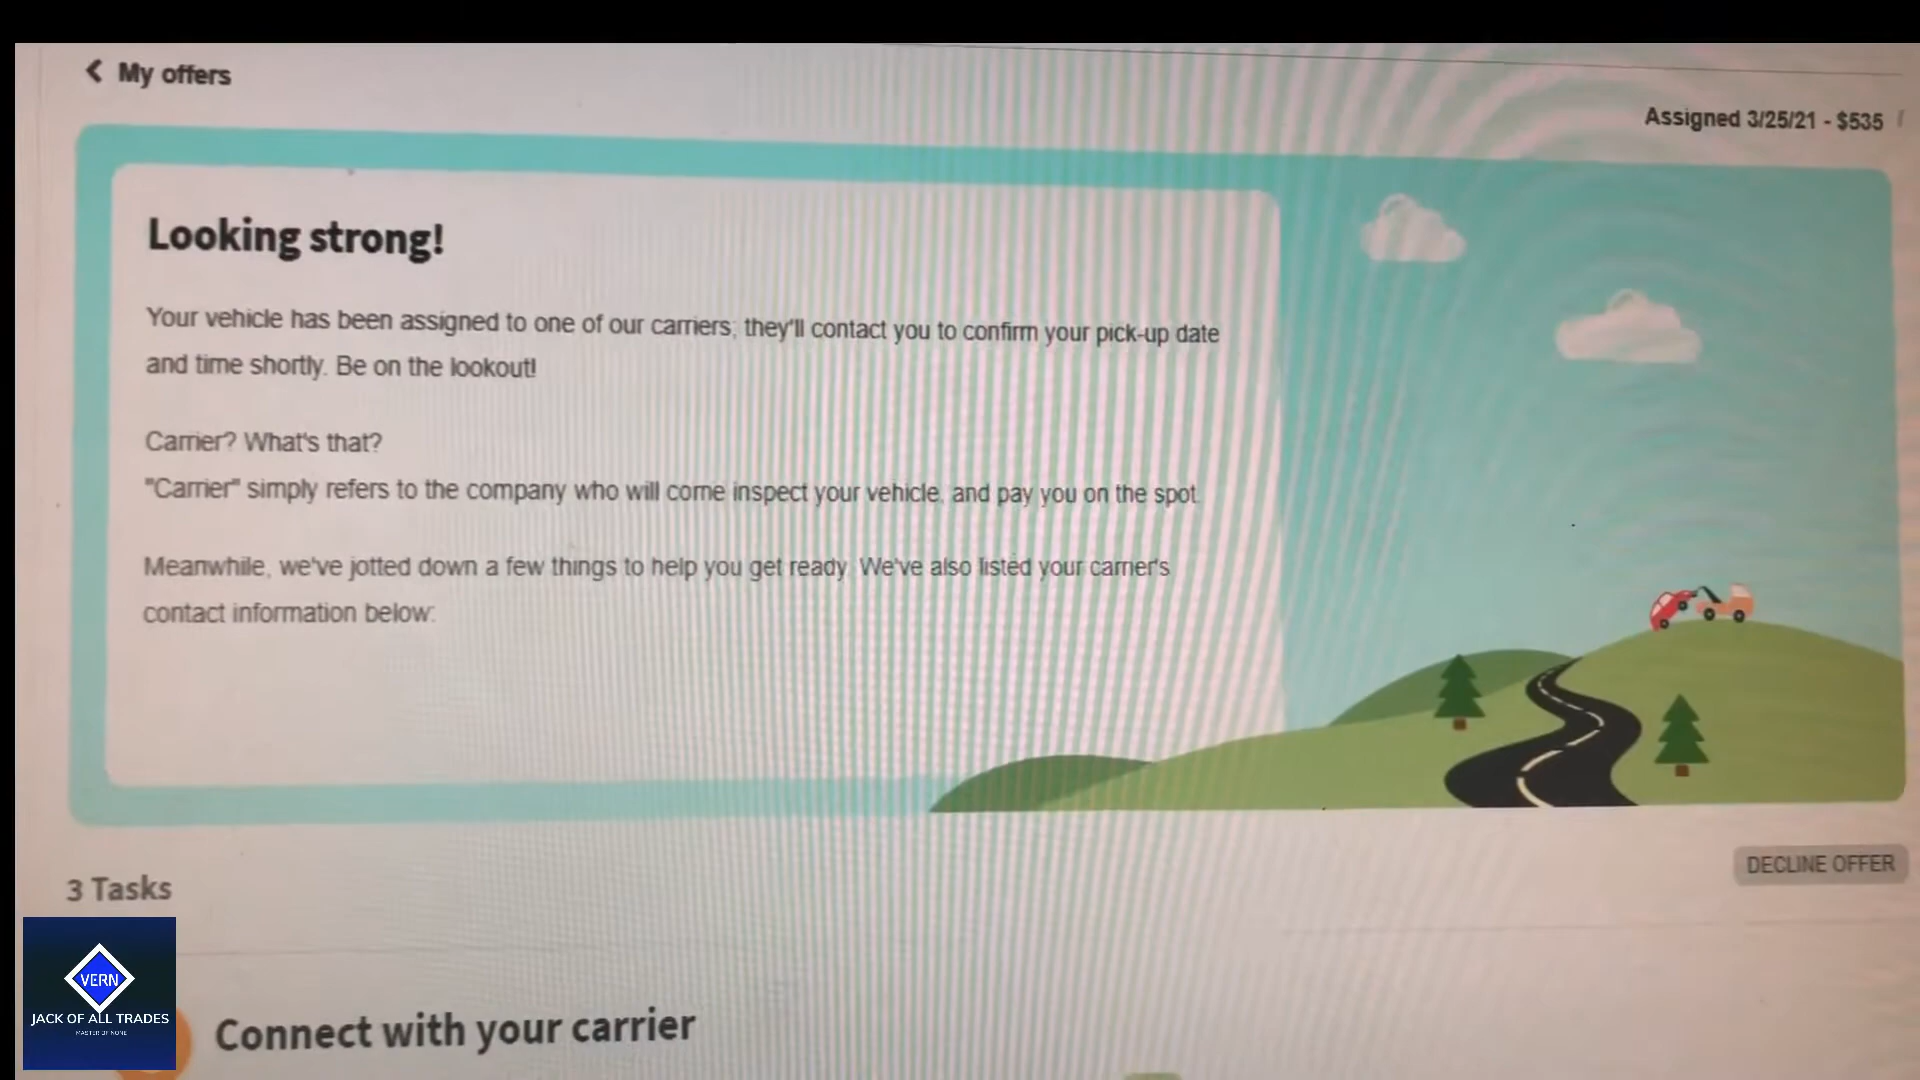 My offers
Assigned 3/25/21 - $535
Looking strong!
Your vehicle has been assigned to one of our carriers; they'll contact you to confirm your pick-up date
and time shortly. Be on the lookout!
Carrier? What's that?
"Carrier" simply refers to the company who will come inspect your vehicle, and pay you on the spot.
Meanwhile, we've jotted down a few things to help you get ready. We've also listed your carrier's
contact information below:
DECLINE OFFER
3 Tasks
VERN
JACK OF ALL TRADES
MASTER OF NONE
Connect with your carrier